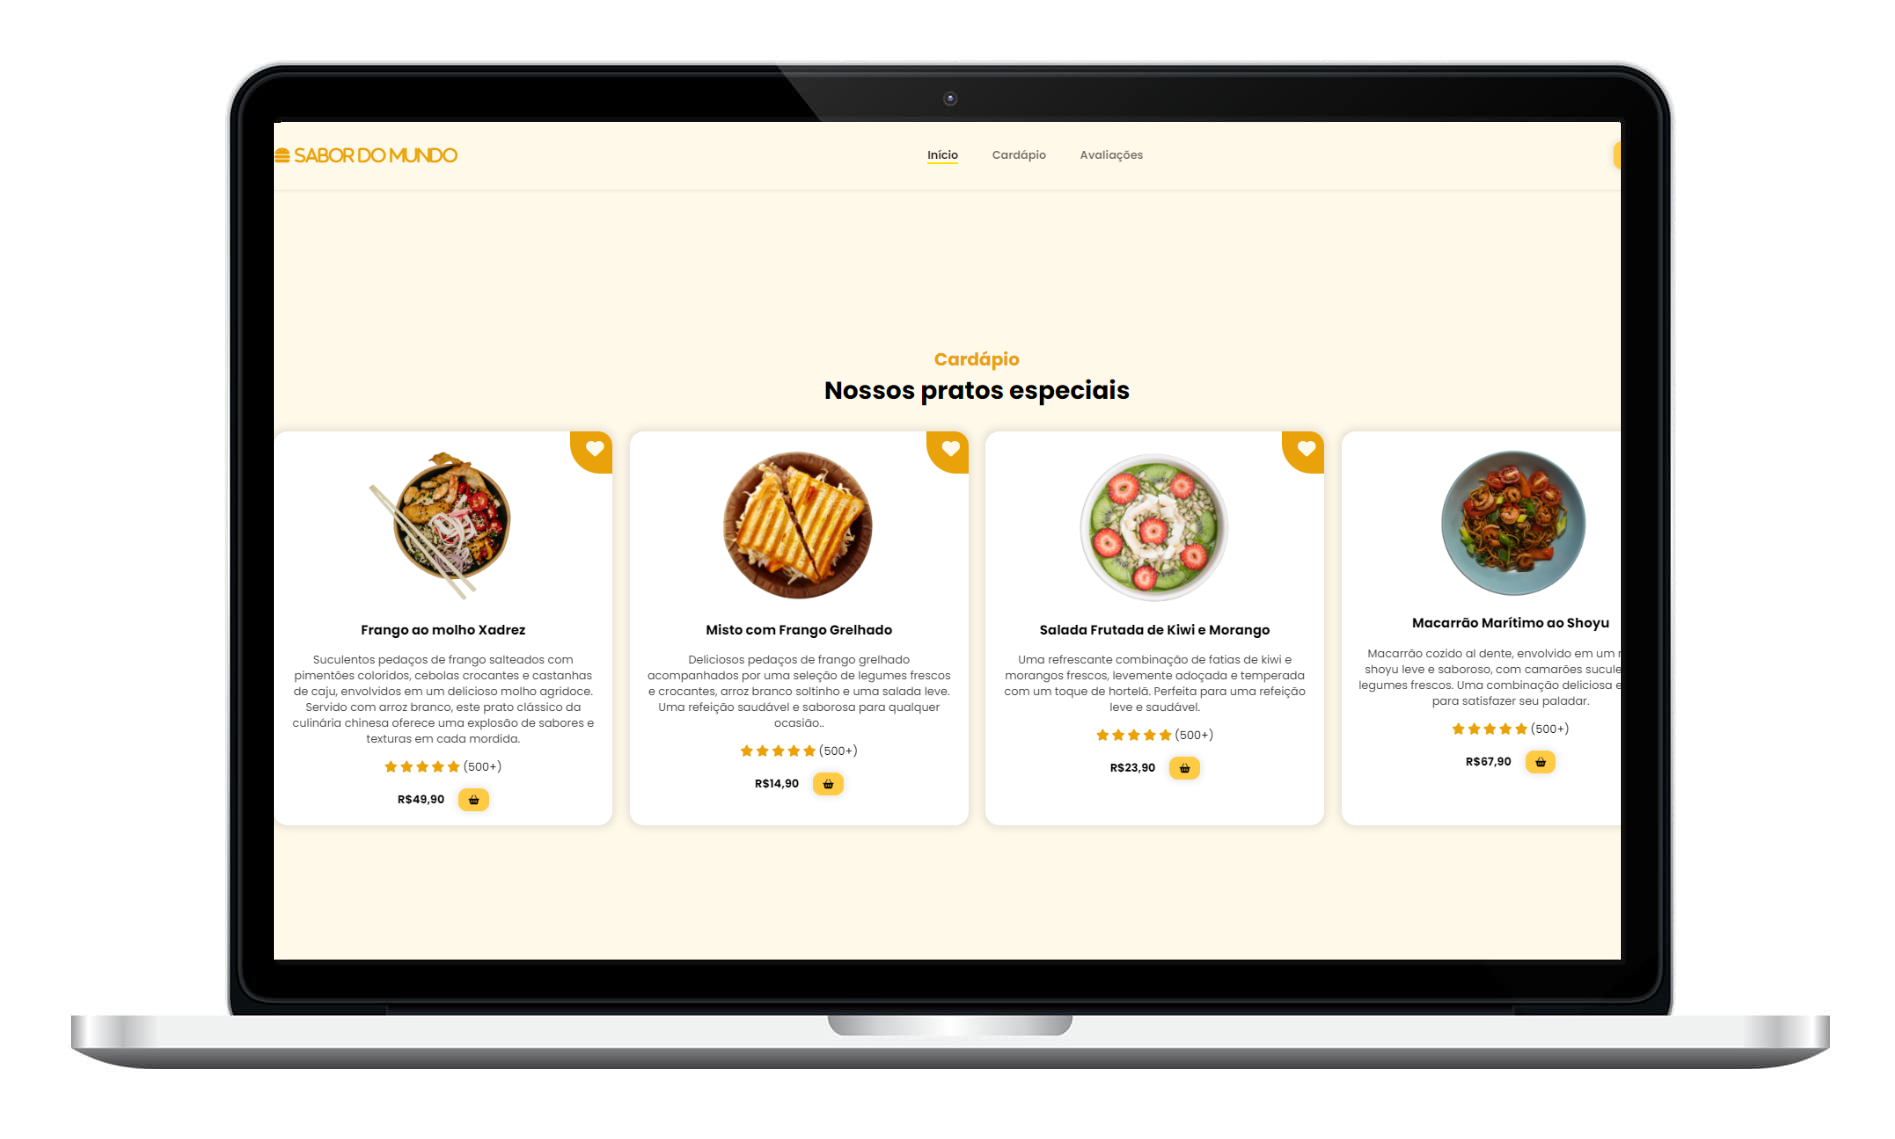 SABOR DO MUNDO
Início Cardápio Avaliações
Cardápio
Nossos pratos especiais
Frango ao molho Xadrez
Suculentos pedaços de frango salteados com
pimentões coloridos, cebolas crocantes e castanhas
de caju, envolvidos em um delicioso molho agridoce.
Servido com arroz branco, este prato clássico da
culinária chinesa oferece uma explosão de sabores e
texturas em cada mordida.
(500+)
R$49,90
Misto com Frango Grelhado
Deliciosos pedaços de frango grelhado
acompanhados por uma seleção de legumes frescos
e crocantes, arroz branco soltinho e uma salada leve.
Uma refeição saudável e saborosa para qualquer
ocasião..
(500+)
R$14,90
Salada Frutada de Kiwi e Morango
Uma refrescante combinação de fatias de kiwi e
morangos frescos, levemente adoçada e temperada
com um toque de hortelã. Perfeita para uma refeição
leve e saudável.
(500+)
R$23,90
Macarrão Marítimo ao Shoyu
Macarrão cozido al dente, envolvido em um
shoyu leve e saboroso, com camarões
legumes frescos. Uma combinação deliciosa e
para satisfazer seu paladar.
(500+)
R$67,90